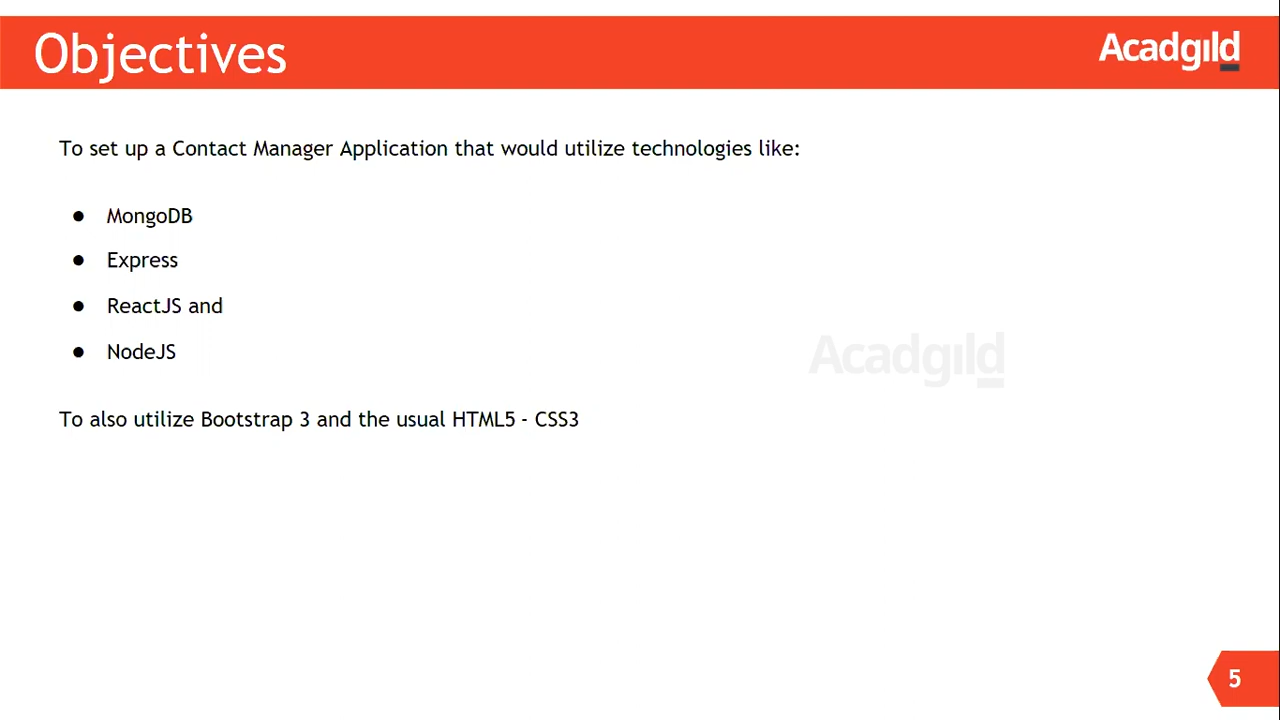 Objectives
Acadgild
To set up a Contact Manager Application that would utilize technologies like:
● MongoDB
● Express
● ReactJS and
● NodeJS
Acadgild
To also utilize Bootstrap 3 and the usual HTML5 - CSS3
5